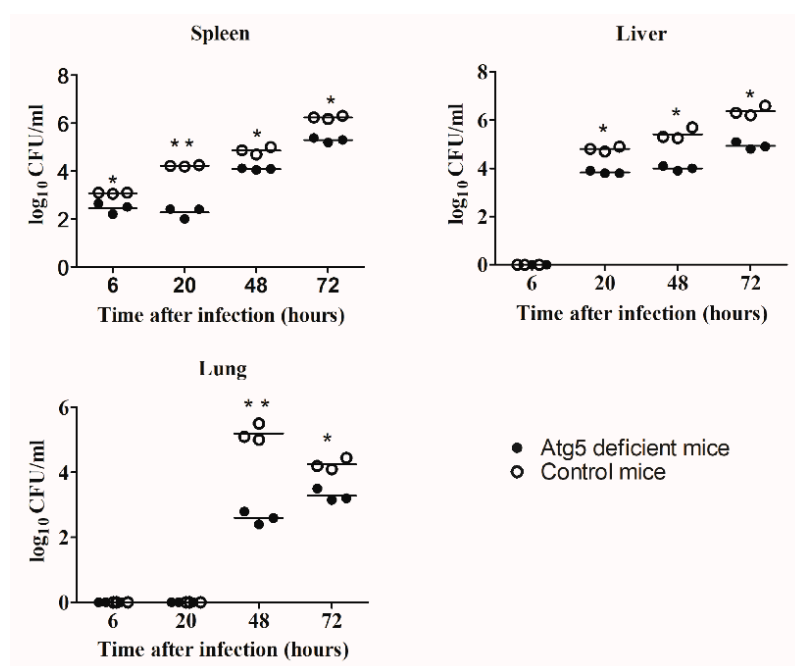 Spleen
log10 CFU/ml
8
6
4
2
0
*
* *
*
*
6 20 48 72
Time after infection (hours)
Liver
log10 CFU/ml
8
6
4
2
0
*
*
*
6 20 48 72
Time after infection (hours)
Lung
log10 CFU/ml
6
4
2
0
* *
*
6 20 48 72
Time after infection (hours)
Atg5 deficient mice
Control mice